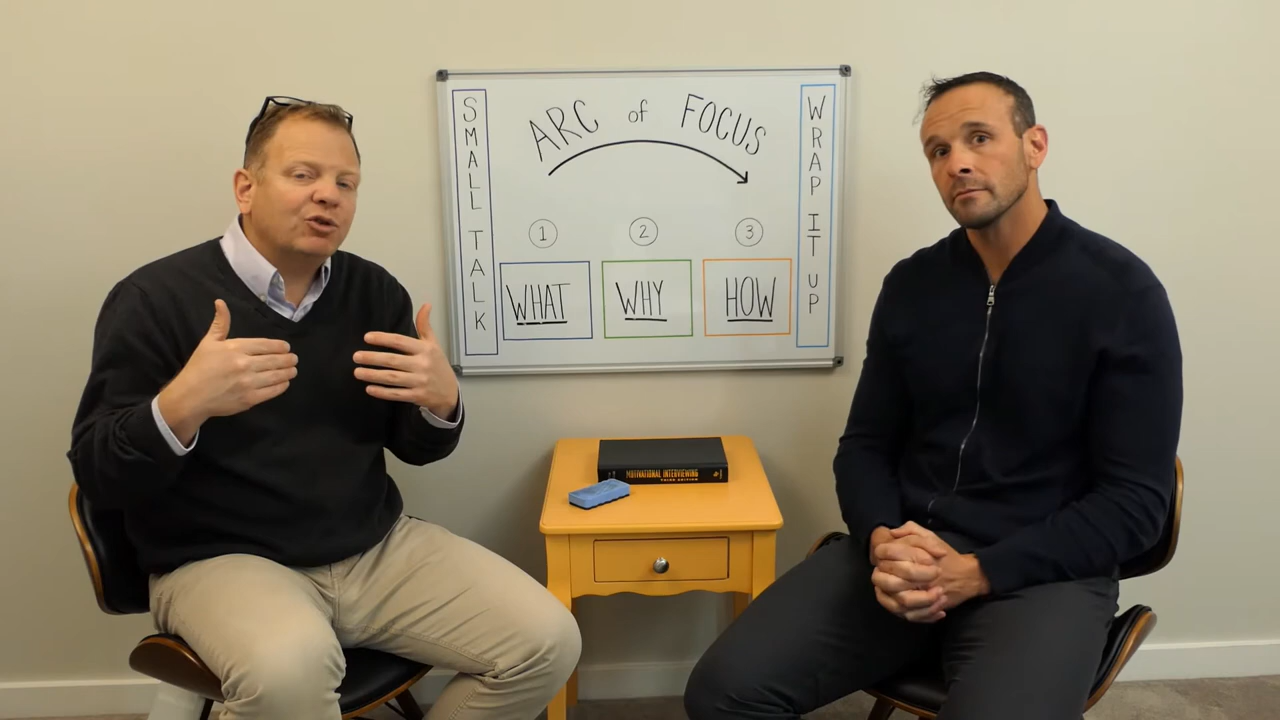 SMALL TALK
ARC of FOCUS
1 2 3
WHAT WHY HOW
WRAP IT UP
MOTIVATIONAL INTERVIEWING
THIRD EDITION